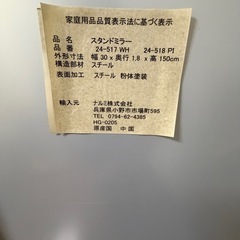 家庭用品品質表示法に基づく表示
品名 スタンドミラー
品番 24-517 WH 24-518 PI
外形寸法 幅 30 x 奥行 1.8 x 高 150cm
構造部材 スチール
表面加工 スチール 粉体塗装
輸入元 ナルミ株式会社
兵庫県小野市市場町595
TEL 0794-62-4385
HG-0205
原産国 中国